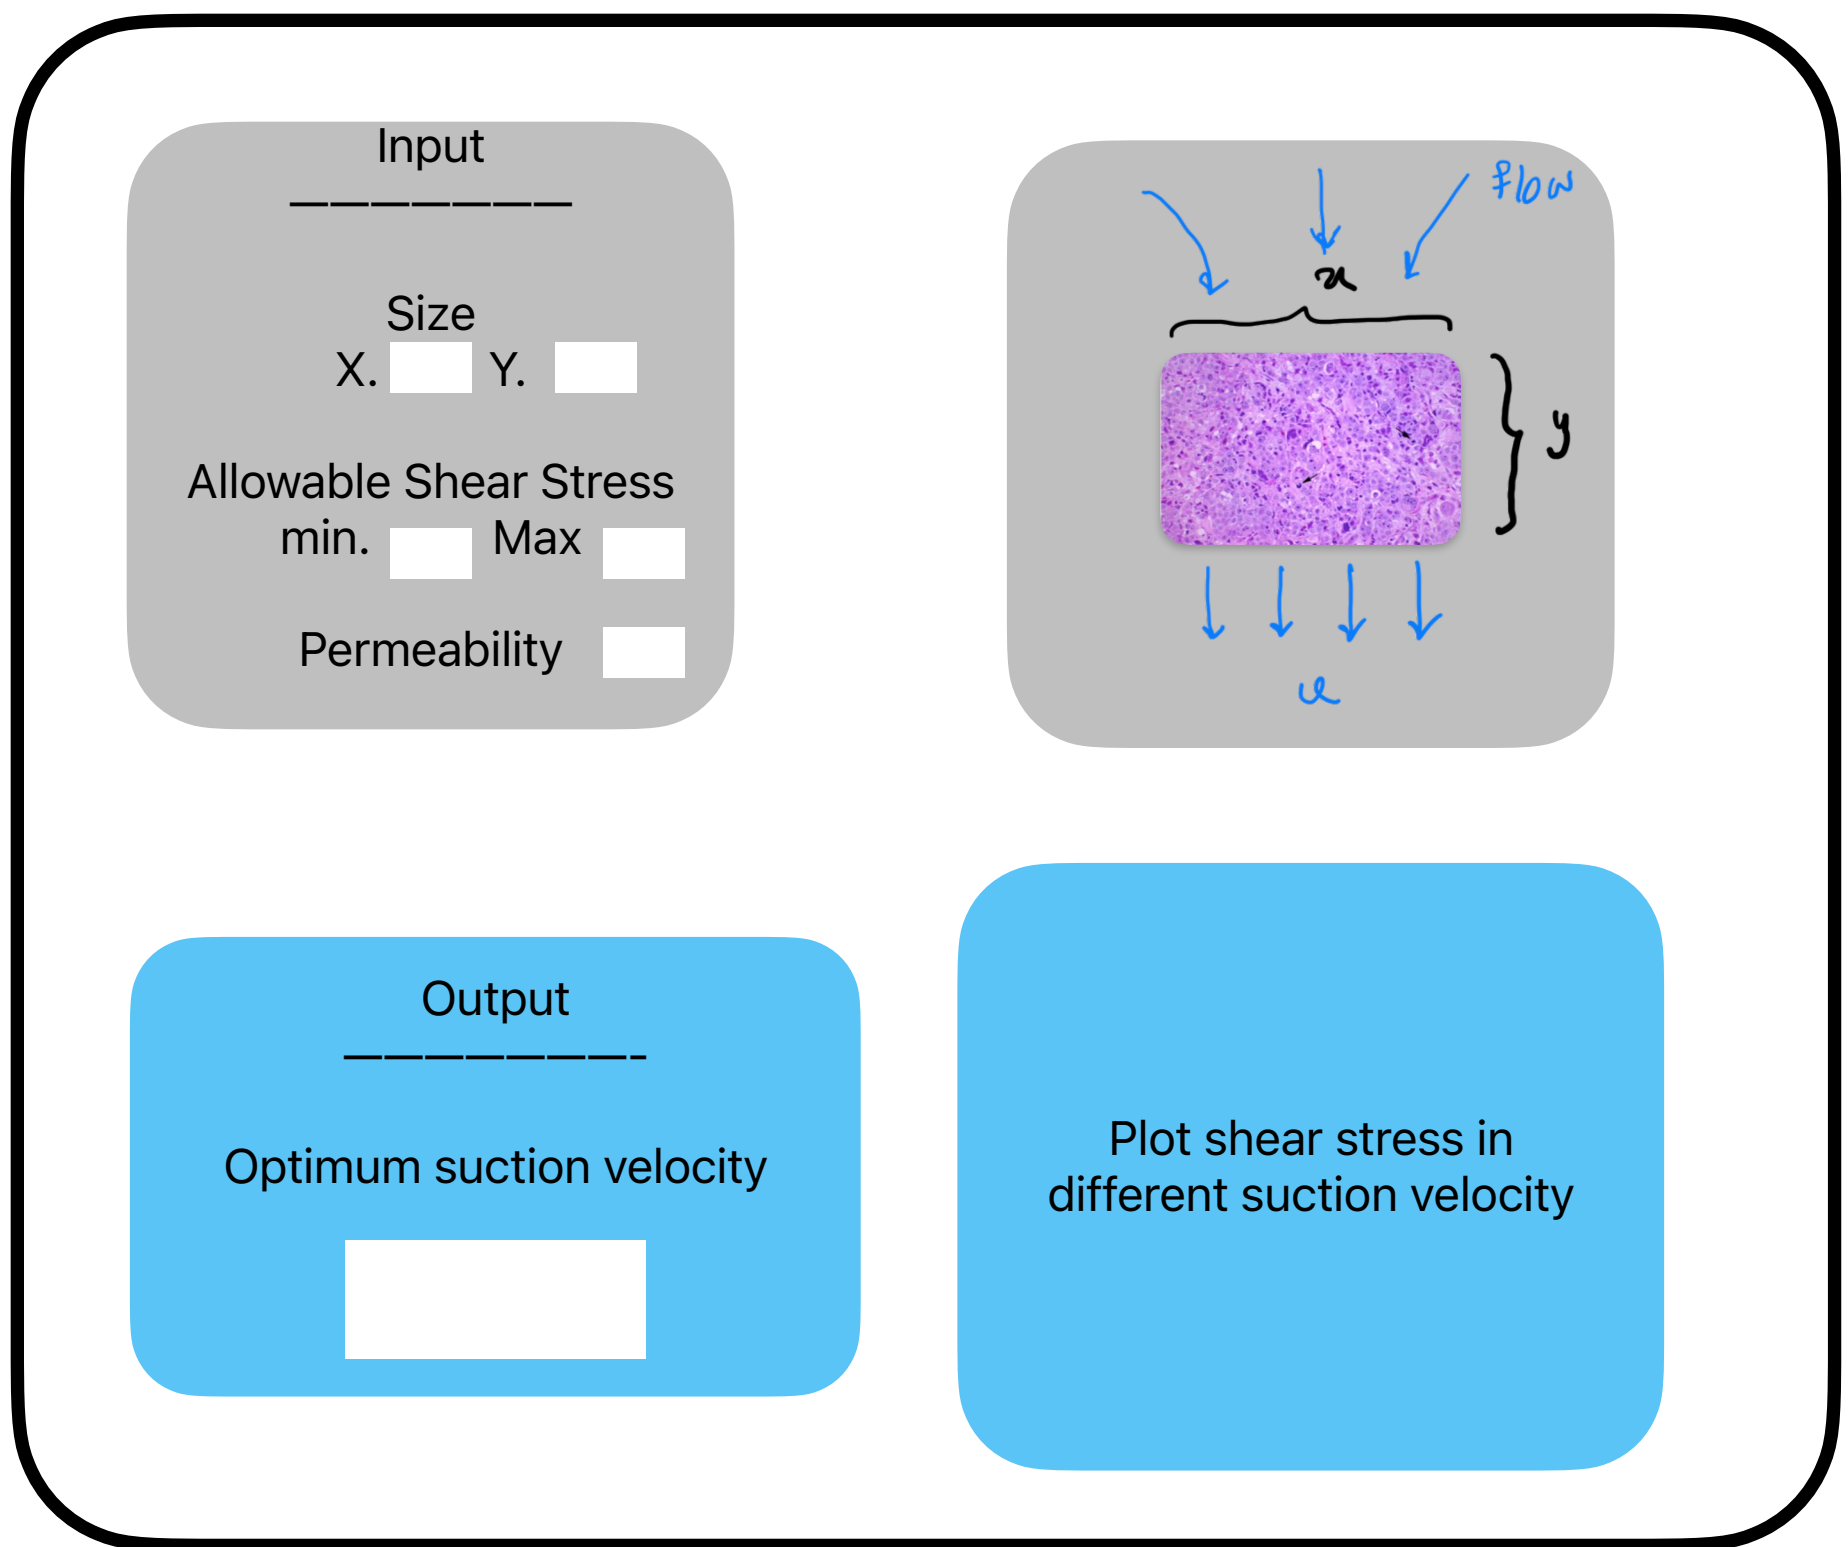 Input
———————
Size
X. Y.
Allowable Shear Stress
min. Max
Permeability
flow
x
y
u
Output
———————-
Optimum suction velocity
Plot shear stress in
different suction velocity